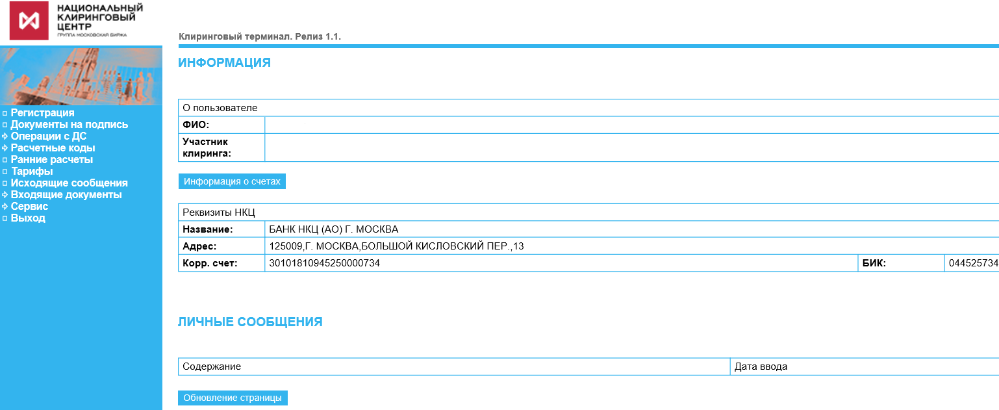 НАЦИОНАЛЬНЫЙ
КЛИРИНГОВЫЙ
ЦЕНТР
ГРУППА МОСКОВСКАЯ БИРЖА
Клиринговый терминал. Релиз 1.1.
Регистрация
Документы на подпись
Операции с ДС
Расчетные коды
Ранние расчеты
Тарифы
Исходящие сообщения
Входящие документы
Сервис
Выход
ИНФОРМАЦИЯ
О пользователе
ФИО:
Участник
клиринга:
Информация о счетах
Реквизиты НКЦ
Название: БАНК НКЦ (АО) Г. МОСКВА
Адрес: 125009,Г. МОСКВА,БОЛЬШОЙ КИСЛОВСКИЙ ПЕР.,13
Корр. счет: 30101810945250000734 БИК: 044525734
ЛИЧНЫЕ СООБЩЕНИЯ
Содержание Дата ввода
Обновление страницы